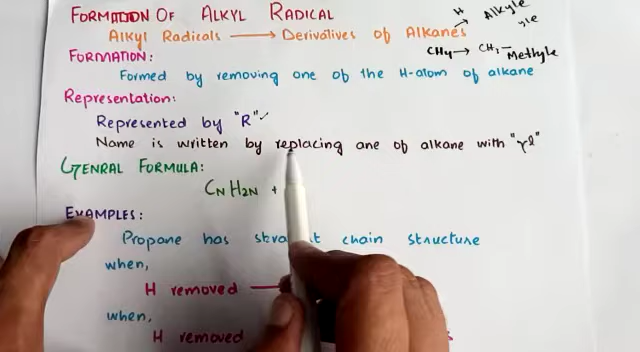 FORMATION OF ALKYL RADICAL
H
Alkyle
yle
Alkyl Radicals → Derivatives of Alkanes
CH4 → CH3 – Methyle
FORMATION:
Formed by removing one of the H-atom of alkane
Representation:
Represented by "R" ✓
Name is written by replacing one of alkane with "yl"
GENRAL FORMULA:
CN H2N +
EXAMPLES:
Propane has chain structure
when,
H removed →
when,
H removed